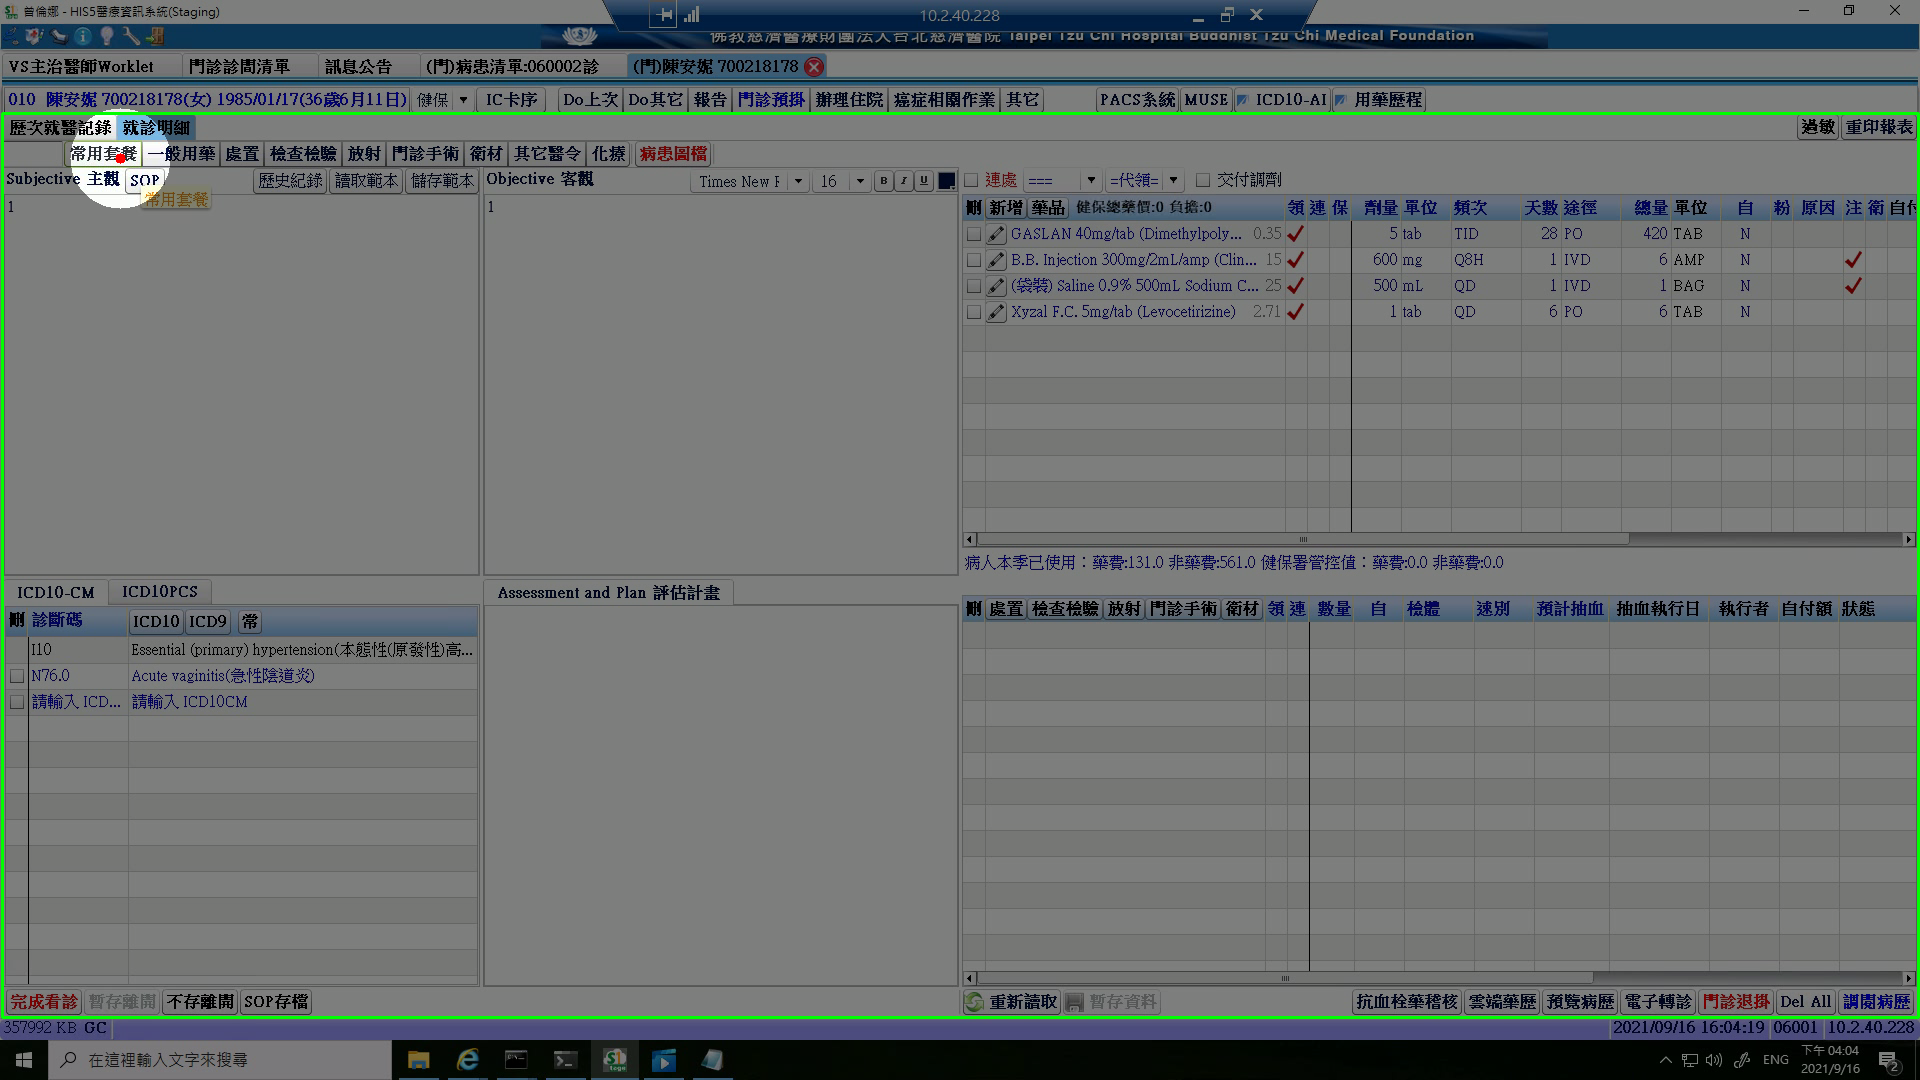 曾倫娜 - HIS5醫療資訊系統(Staging)
10.2.40.228
佛教慈濟醫療財團法人台北慈濟醫院 Taipei Tzu Chi Hospital Buddhist Tzu Chi Medical Foundation
VS主治醫師Worklet 門診診間清單 訊息公告 (門)病患清單:060002診 (門)陳安妮 700218178
010 陳安妮 700218178(女) 1985/01/17(36歲6月11日) 健保 IC卡序 Do上次 Do其它 報告 門診預掛 辦理住院 癌症相關作業 其它 PACS系統 MUSE ICD10-AI 用藥歷程
歷次就醫記錄 就診明細 過敏 重印報表
常用套餐 一般用藥 處置 檢查檢驗 放射 門診手術 衛材 其它醫令 化療 病患圖檔
Subjective 主觀 SOP 歷史紀錄 讀取範本 儲存範本 Objective 客觀 Times New F 16 B I U 連處 === =代領= 交付調劑
常用套餐
1 1
刪 新增 藥品 健保總藥價:0 負擔:0 領 連 保 劑量 單位 頻次 天數 途徑 總量 單位 自 粉 原因 注 衛 自付
GASLAN 40mg/tab (Dimethylpoly... 0.35 5 tab TID 28 PO 420 TAB N
B.B. Injection 300mg/2mL/amp (Clin... 15 600 mg Q8H 1 IVD 6 AMP N
(袋裝) Saline 0.9% 500mL Sodium C... 25 500 mL QD 1 IVD 1 BAG N
Xyzal F.C. 5mg/tab (Levocetirizine) 2.71 1 tab QD 6 PO 6 TAB N
病人本季已使用：藥費:131.0 非藥費:561.0 健保署管控值：藥費:0.0 非藥費:0.0
ICD10-CM ICD10PCS Assessment and Plan 評估計畫
刪 診斷碼 ICD10 ICD9 常
刪 處置 檢查檢驗 放射 門診手術 衛材 領 連 數量 自 檢體 速別 預計抽血 抽血執行日 執行者 自付額 狀態
I10 Essential (primary) hypertension(本態性(原發性)高...
N76.0 Acute vaginitis(急性陰道炎)
請輸入 ICD... 請輸入 ICD10CM
完成看診 暫存離開 不存離開 SOP存檔 重新讀取 暫存資料 抗血栓藥稽核 雲端藥歷 預覽病歷 電子轉診 門診退掛 Del All 調閱病歷
357992 KB GC 2021/09/16 16:04:19 06001 10.2.40.228
在這裡輸入文字來搜尋 ENG 下午 04:04
2021/9/16 2